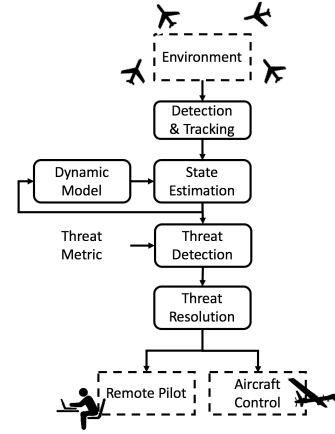 Environment
Detection
& Tracking
Dynamic
Model
State
Estimation
Threat
Metric
Threat
Detection
Threat
Resolution
Remote Pilot
Aircraft
Control